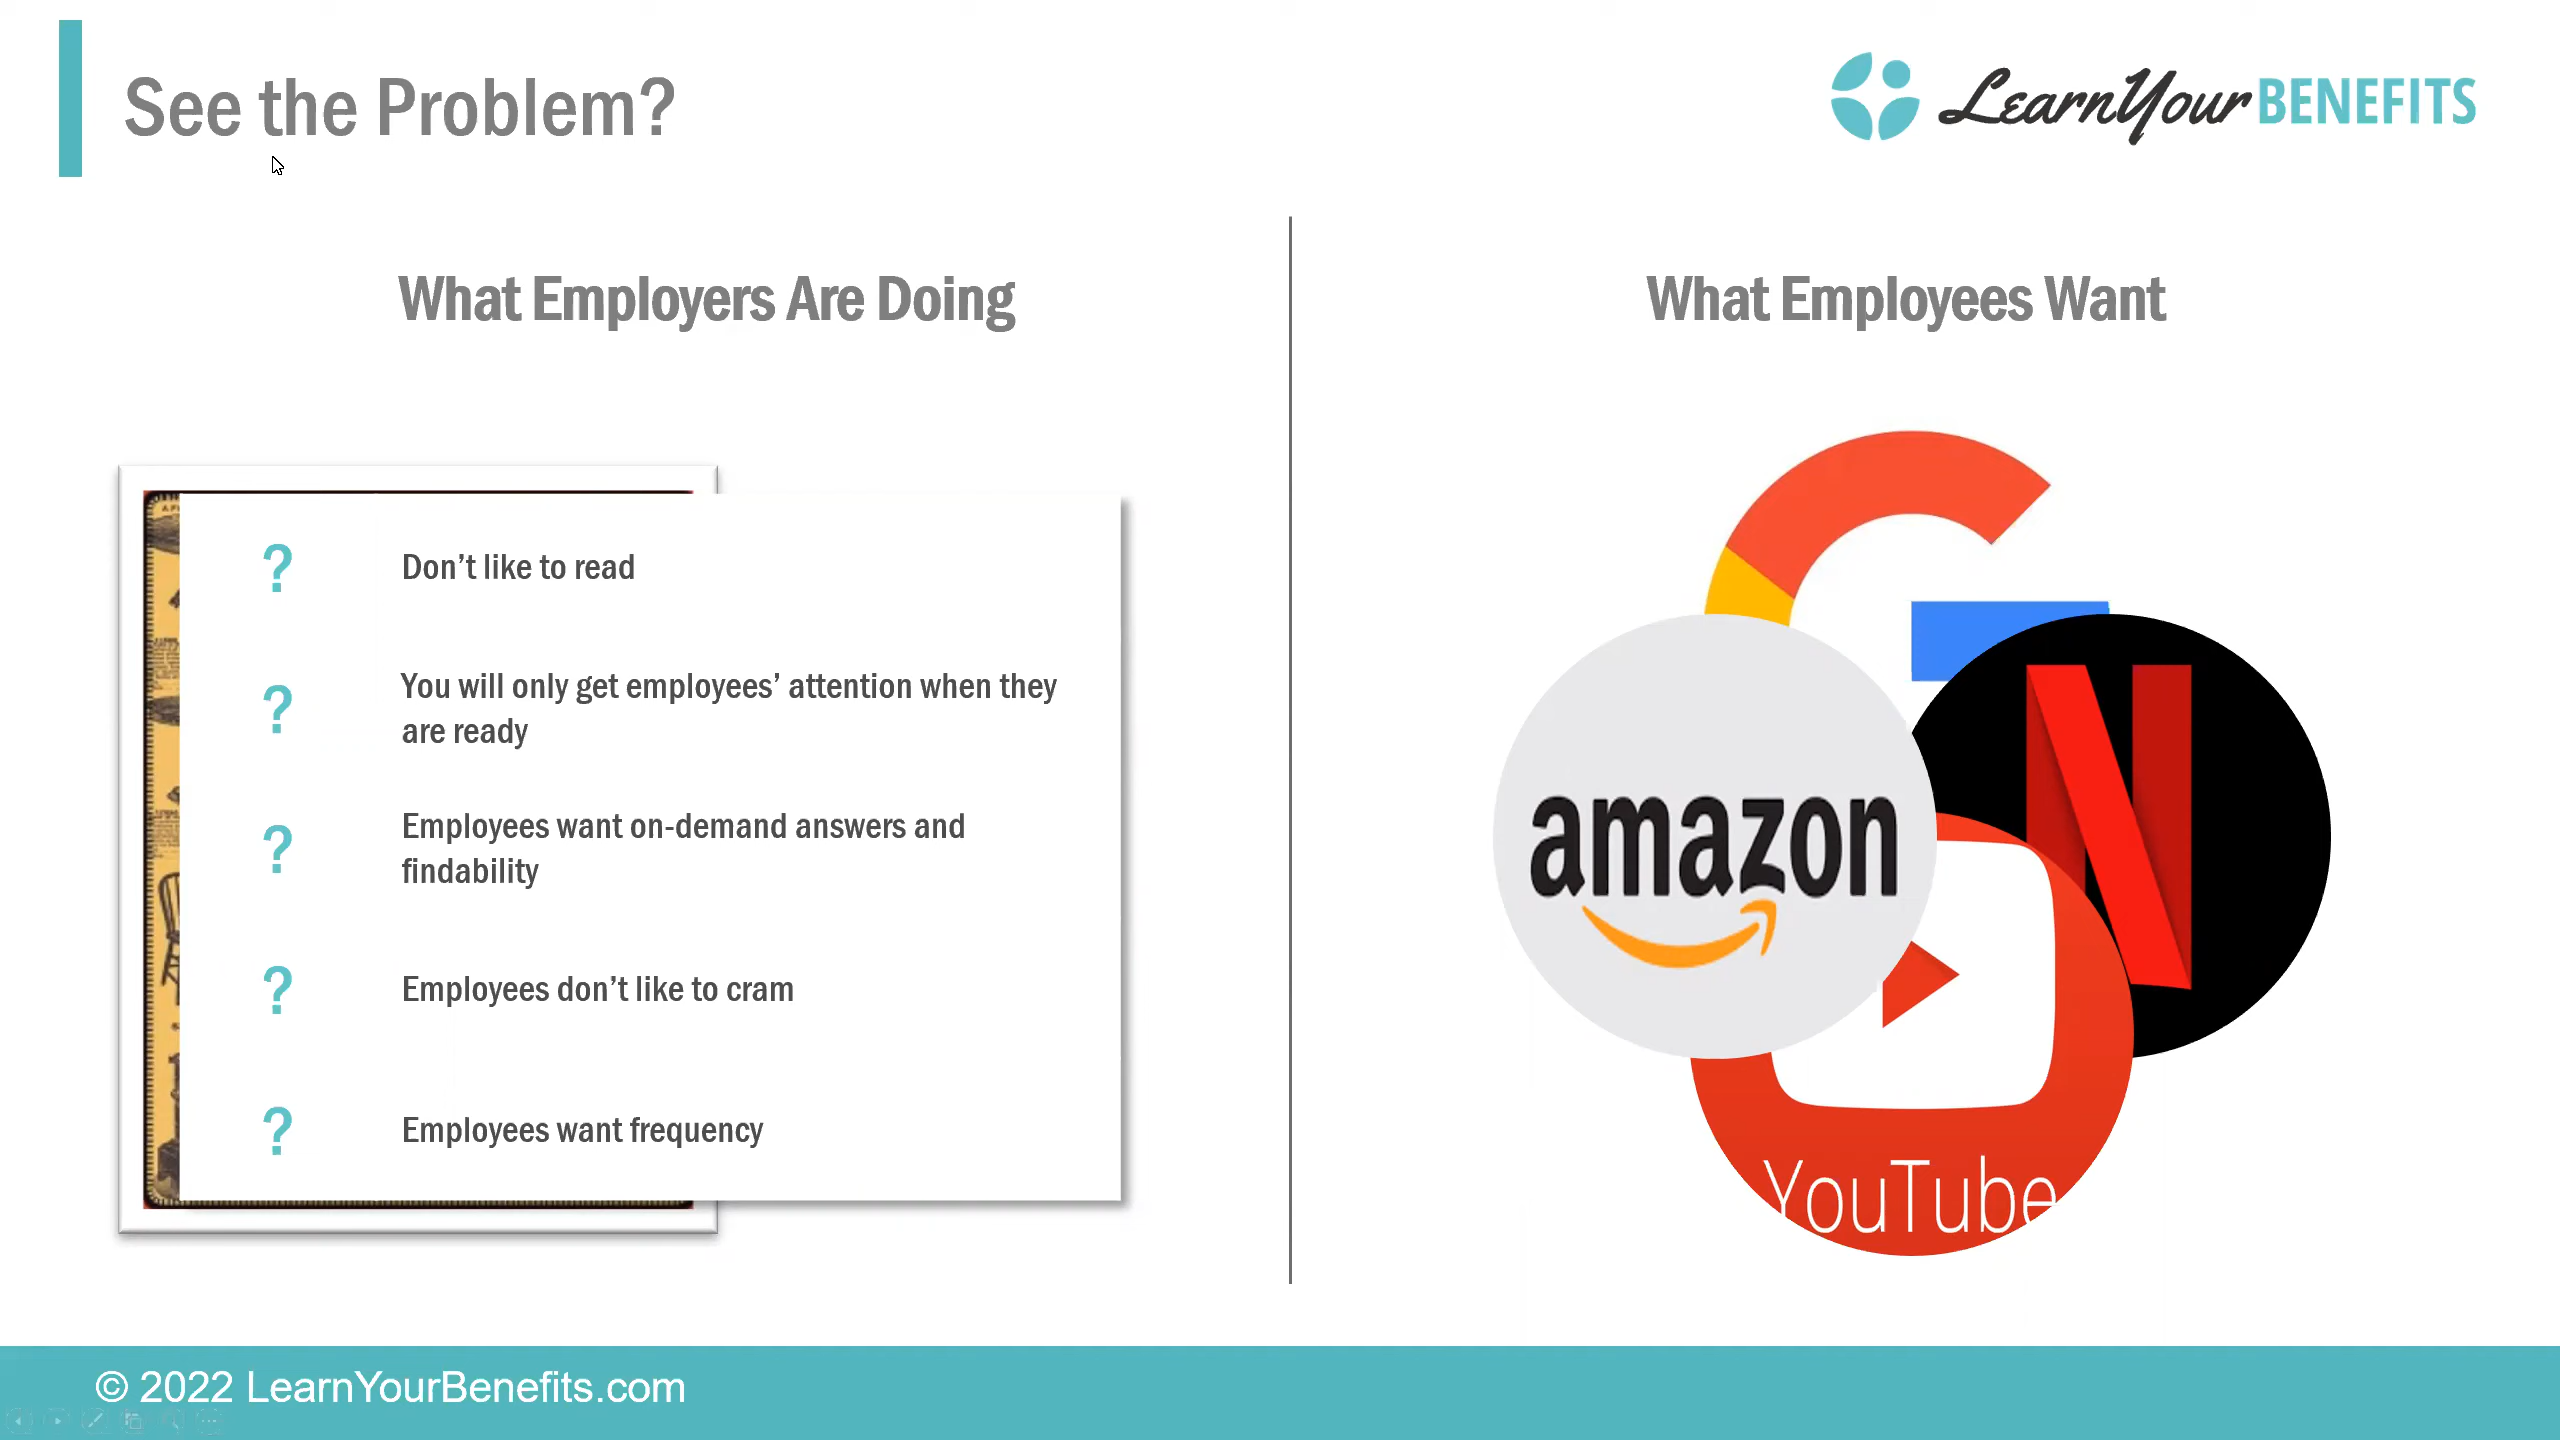 See the Problem?
LearnYourBENEFITS
What Employers Are Doing
What Employees Want
? Don’t like to read
? You will only get employees’ attention when they
are ready
? Employees want on-demand answers and
findability
? Employees don’t like to cram
? Employees want frequency
amazon
YouTube
© 2022 LearnYourBenefits.com